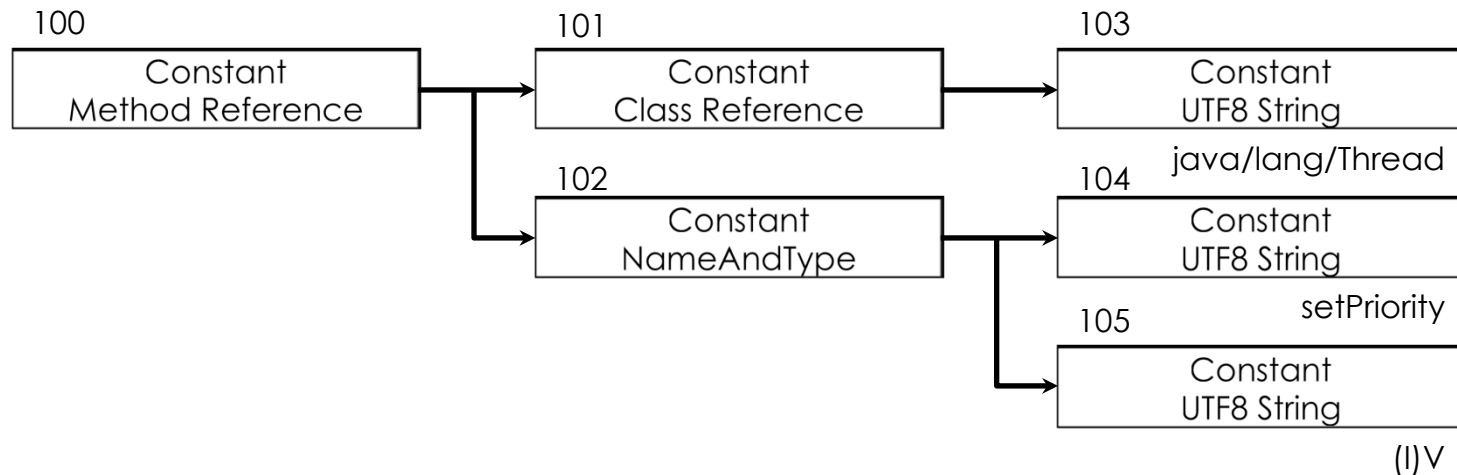 100
Constant
Method Reference
101
Constant
Class Reference
103
Constant
UTF8 String
java/lang/Thread
102
Constant
NameAndType
104
Constant
UTF8 String
setPriority
105
Constant
UTF8 String
(I)V